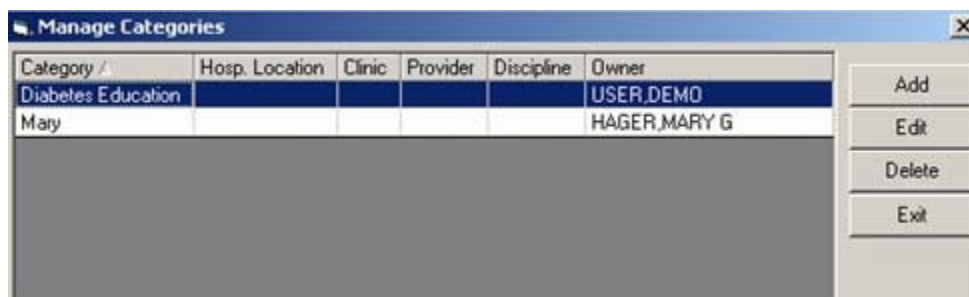 Manage Categories
Category Hosp. Location Clinic Provider Discipline Owner
Diabetes Education USER,DEMO
Mary HAGER,MARY G
Add
Edit
Delete
Exit